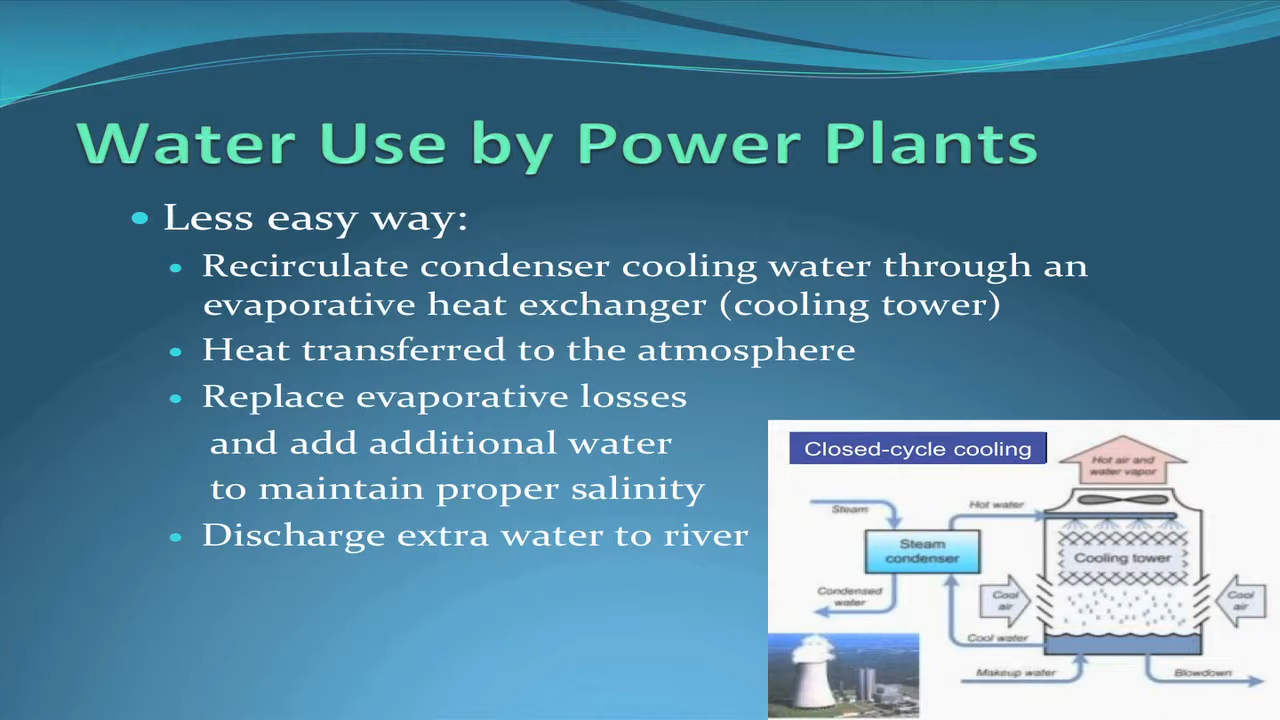 Water Use by Power Plants
Less easy way:
Recirculate condenser cooling water through an
evaporative heat exchanger (cooling tower)
Heat transferred to the atmosphere
Replace evaporative losses
and add additional water
to maintain proper salinity
Discharge extra water to river
Closed-cycle cooling
Hot air and
water vapor
Steam
Hot water
Steam
condenser
Cooling tower
Condensed
water
Cool
air
Cool
air
Cool water
Makeup water
Blowdown